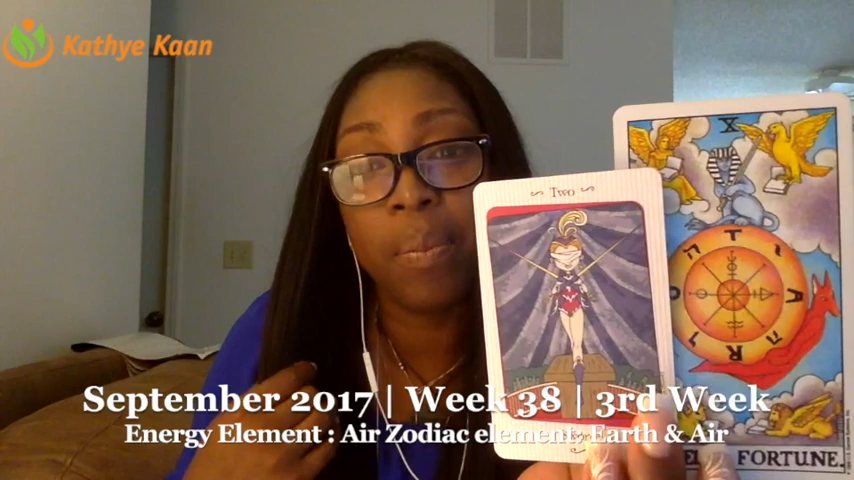 Kathye Kaan
Two
X
T
A
R
September 2017 | Week 38 | 3rd Week
Energy Element : Air Zodiac element: Earth & Air
FORTUNE.